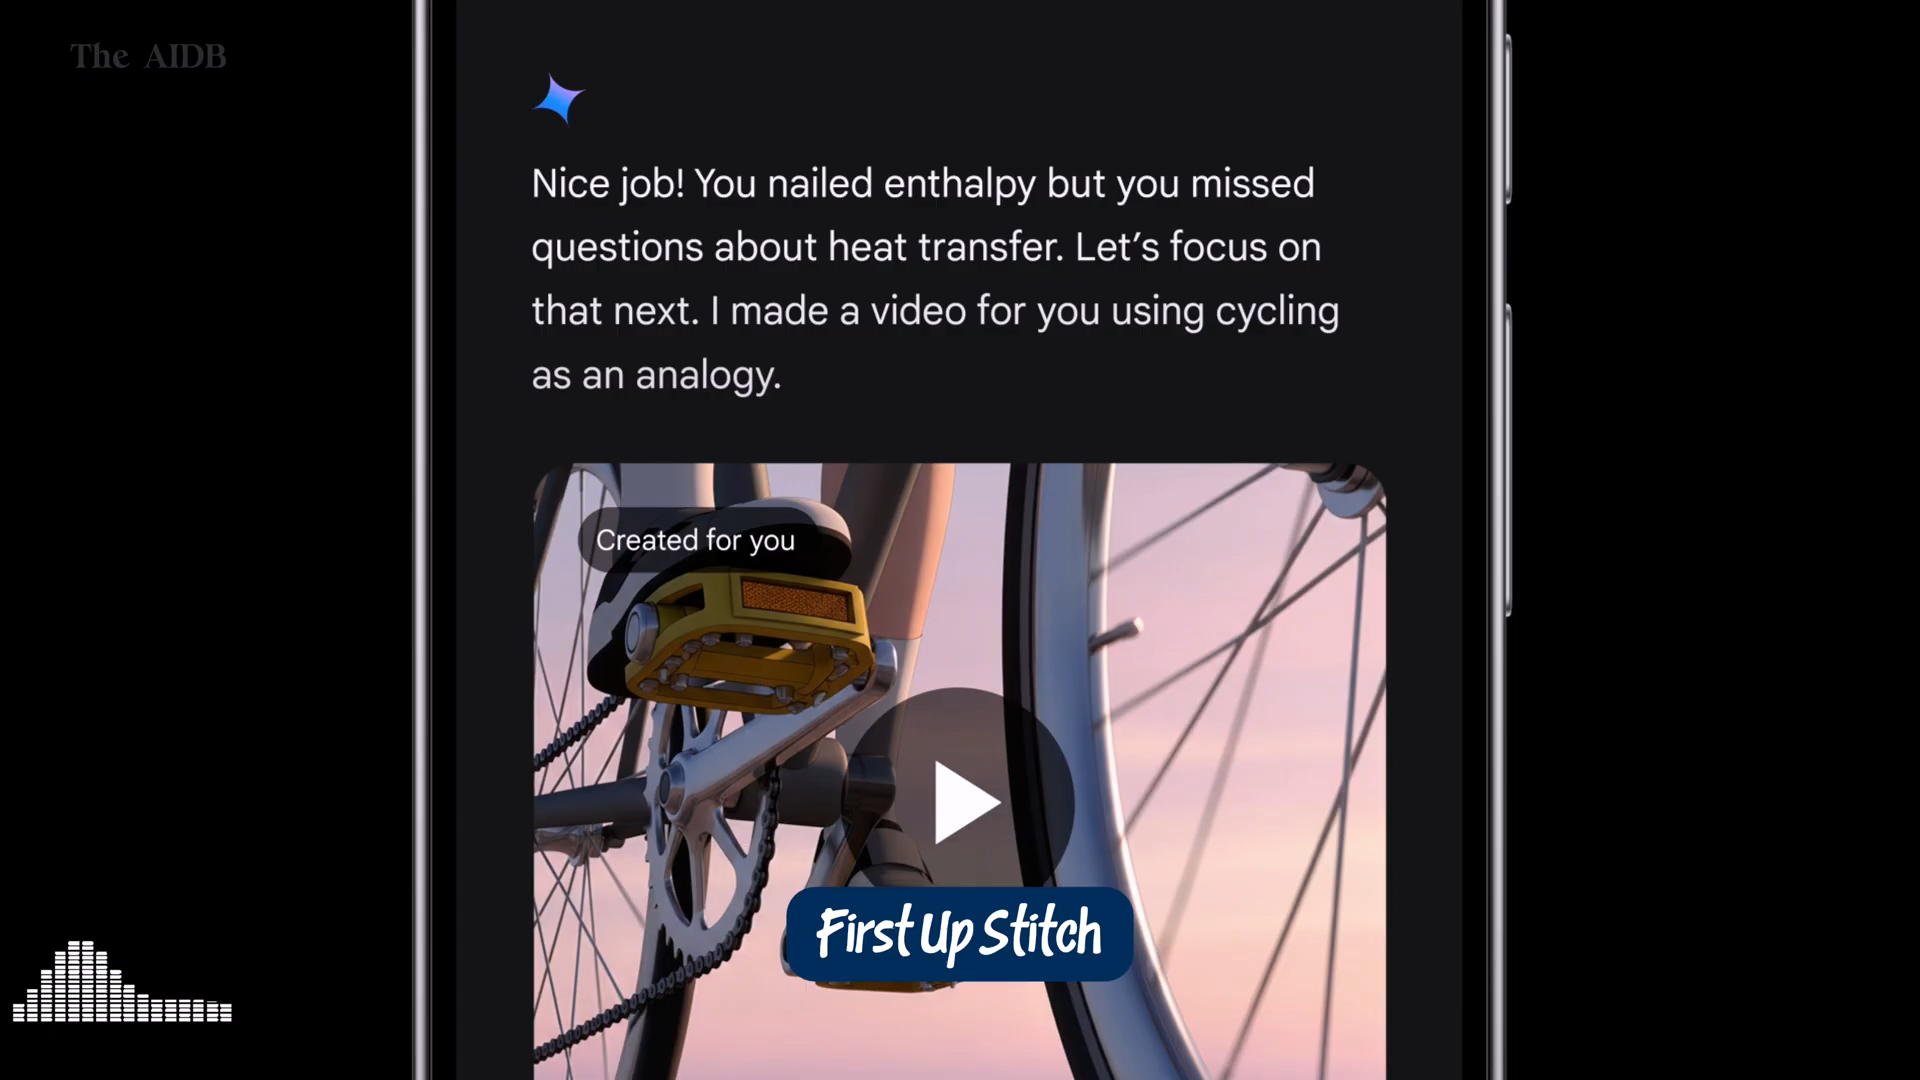 The AIDB
Nice job! You nailed enthalpy but you missed
questions about heat transfer. Let’s focus on
that next. I made a video for you using cycling
as an analogy.
Created for you
First Up Stitch